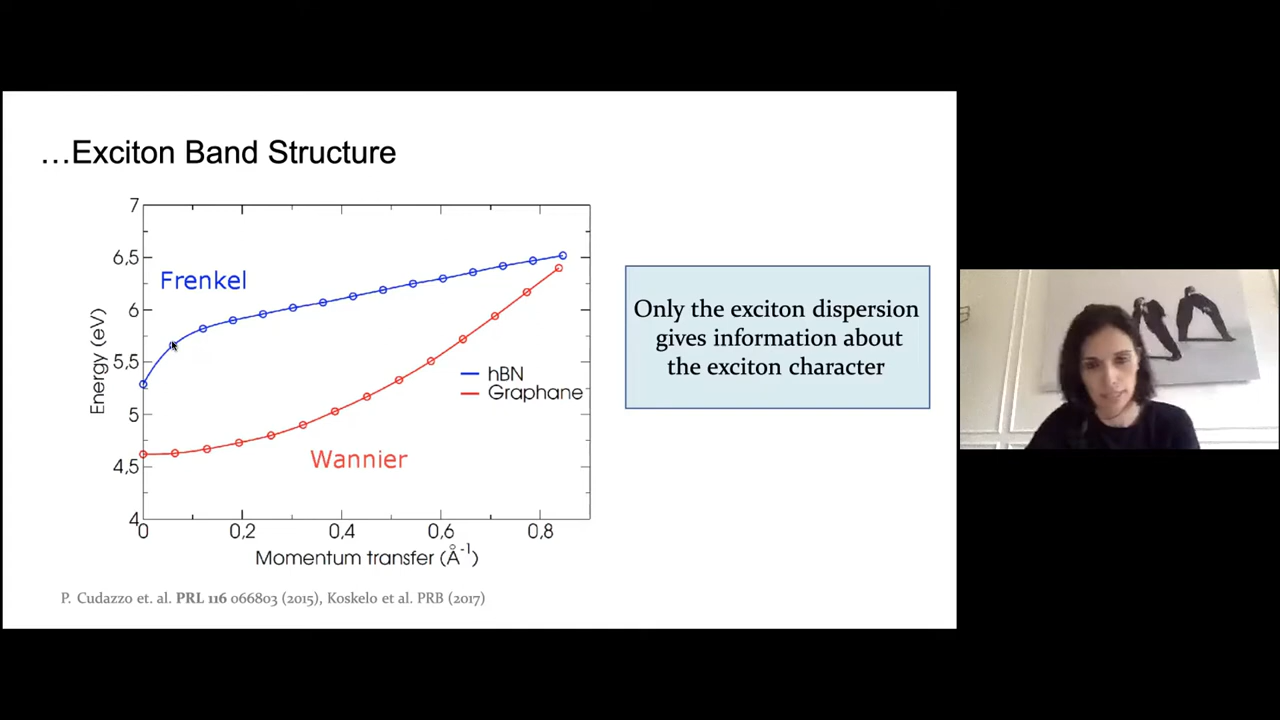 …Exciton Band Structure
7
6,5
6
5,5
5
4,5
4
Energy (eV)
Frenkel
Wannier
hBN
Graphane
0
0,2
0,4
0,6
0,8
Momentum transfer (Å⁻¹)
Only the exciton dispersion
gives information about
the exciton character
P. Cudazzo et. al. PRL 116 066803 (2015), Koskelo et al. PRB (2017)